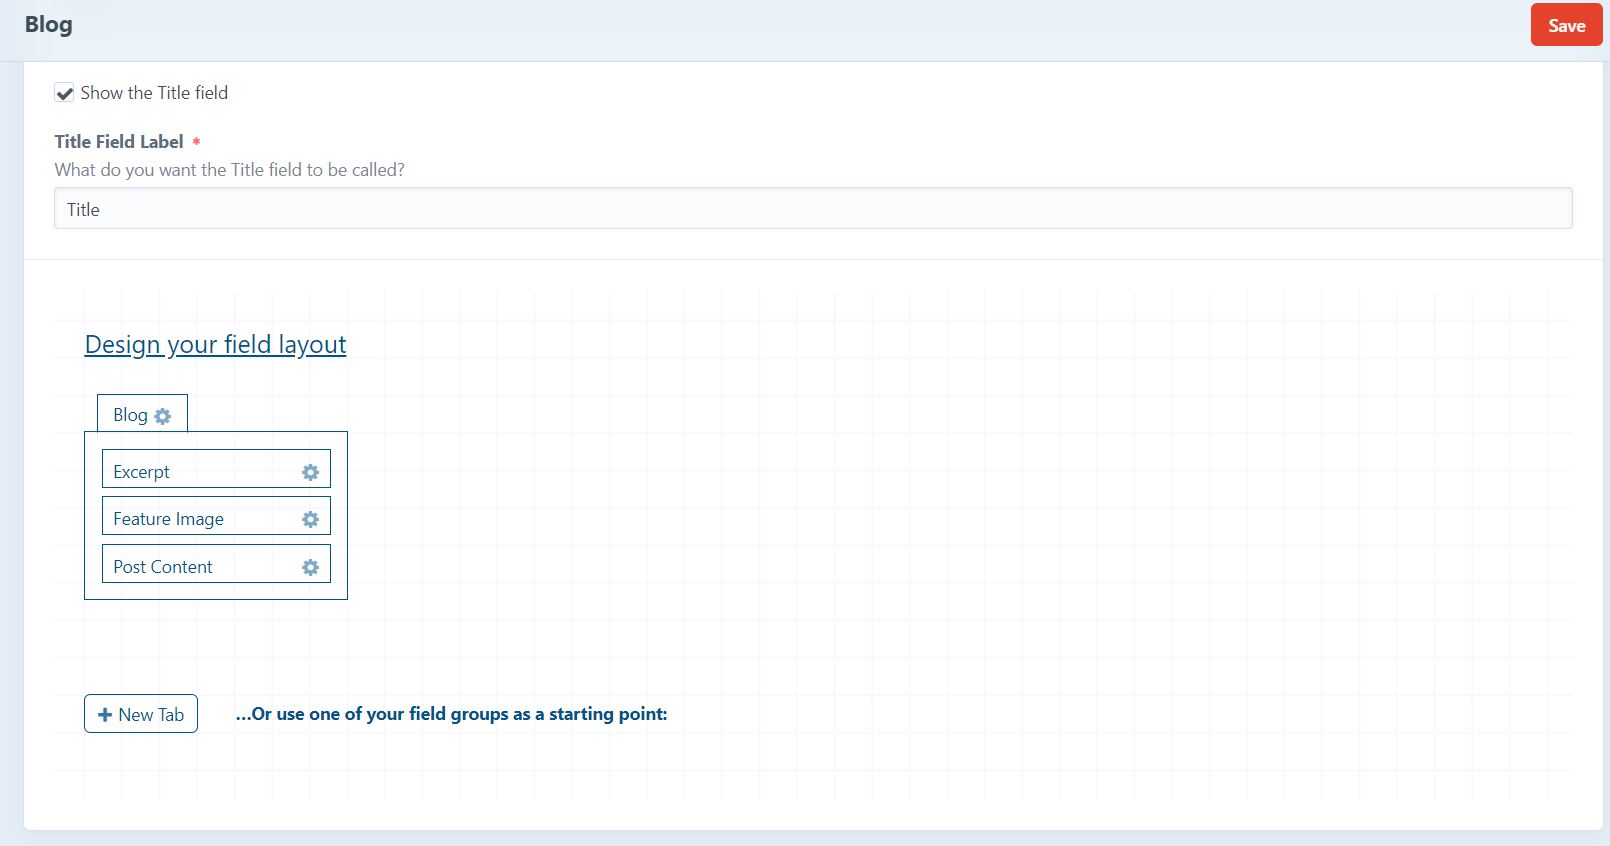 Blog
Save
Show the Title field
Title Field Label *
What do you want the Title field to be called?
Title
Design your field layout
Blog
Excerpt
Feature Image
Post Content
+ New Tab
...Or use one of your field groups as a starting point: